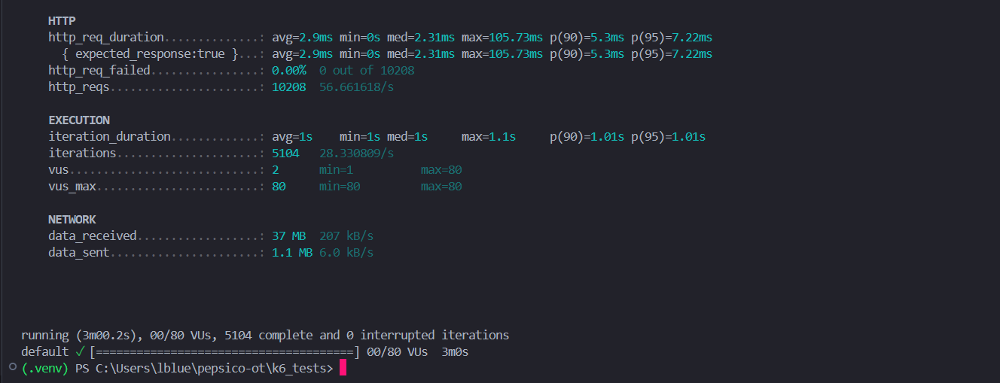 HTTP
http_req_duration..............: avg=2.9ms min=0s med=2.31ms max=105.73ms p(90)=5.3ms p(95)=7.22ms
{ expected_response:true }...: avg=2.9ms min=0s med=2.31ms max=105.73ms p(90)=5.3ms p(95)=7.22ms
http_req_failed................: 0.00% 0 out of 10208
http_reqs......................: 10208 56.661618/s
EXECUTION
iteration_duration.............: avg=1s min=1s med=1s max=1.1s p(90)=1.01s p(95)=1.01s
iterations.....................: 5104 28.330809/s
vus............................: 2 min=1 max=80
vus_max........................: 80 min=80 max=80
NETWORK
data_received..................: 37 MB 207 kB/s
data_sent......................: 1.1 MB 6.0 kB/s
running (3m00.2s), 00/80 VUs, 5104 complete and 0 interrupted iterations
default ✓ [======================================] 00/80 VUs 3m0s
(.venv) PS C:\Users\lblue\pepsico-ot\k6_tests>